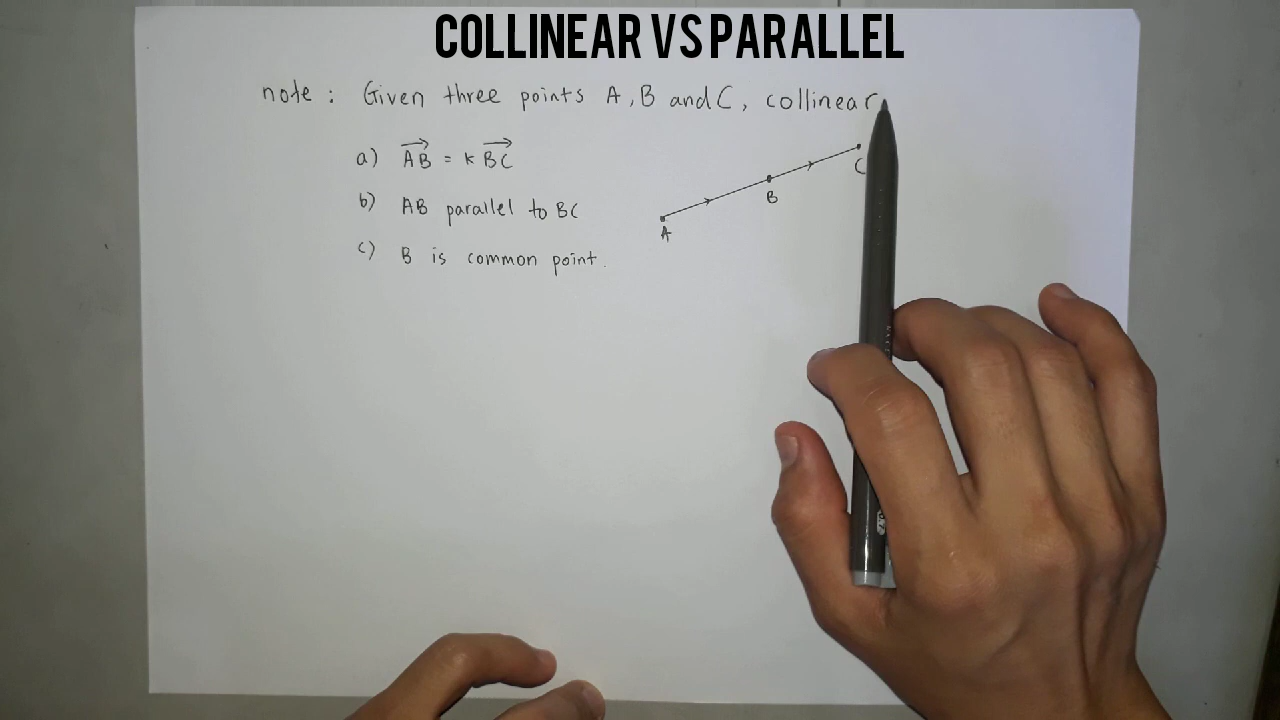 COLLINEAR VS PARALLEL
note : Given three points A, B and C, collinear
a) AB = k BC
b) AB parallel to BC
c) B is common point.
A
B
C